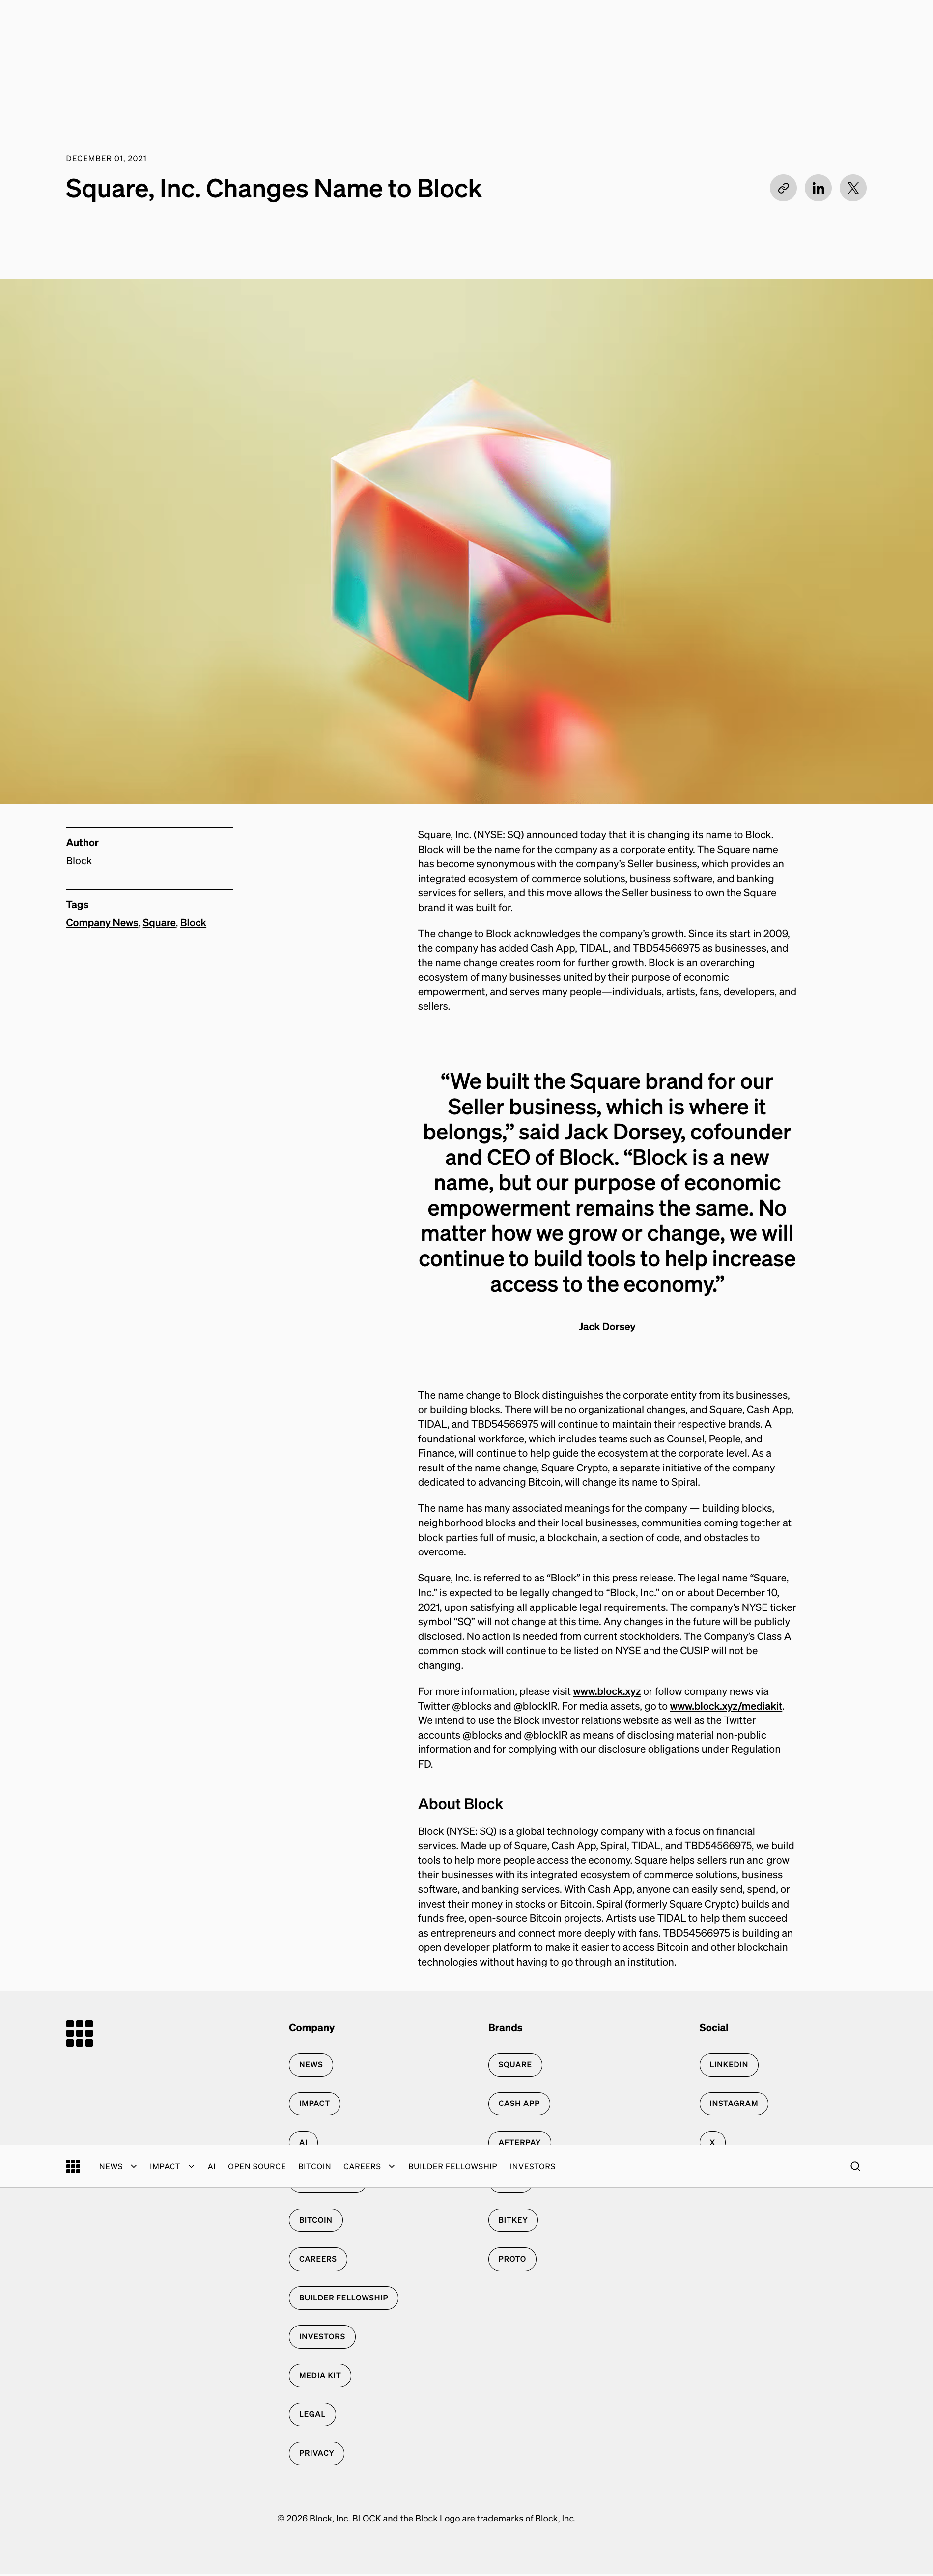 DECEMBER 01, 2021
Square, Inc. Changes Name to Block
Author
Block
Tags
Company News, Square, Block
Square, Inc. (NYSE: SQ) announced today that it is changing its name to Block.
Block will be the name for the company as a corporate entity. The Square name
has become synonymous with the company’s Seller business, which provides an
integrated ecosystem of commerce solutions, business software, and banking
services for sellers, and this move allows the Seller business to own the Square
brand it was built for.
The change to Block acknowledges the company’s growth. Since its start in 2009,
the company has added Cash App, TIDAL, and TBD54566975 as businesses, and
the name change creates room for further growth. Block is an overarching
ecosystem of many businesses united by their purpose of economic
empowerment, and serves many people—individuals, artists, fans, developers, and
sellers.
“We built the Square brand for our
Seller business, which is where it
belongs,” said Jack Dorsey, cofounder
and CEO of Block. “Block is a new
name, but our purpose of economic
empowerment remains the same. No
matter how we grow or change, we will
continue to build tools to help increase
access to the economy.”
Jack Dorsey
The name change to Block distinguishes the corporate entity from its businesses,
or building blocks. There will be no organizational changes, and Square, Cash App,
TIDAL, and TBD54566975 will continue to maintain their respective brands. A
foundational workforce, which includes teams such as Counsel, People, and
Finance, will continue to help guide the ecosystem at the corporate level. As a
result of the name change, Square Crypto, a separate initiative of the company
dedicated to advancing Bitcoin, will change its name to Spiral.
The name has many associated meanings for the company — building blocks,
neighborhood blocks and their local businesses, communities coming together at
block parties full of music, a blockchain, a section of code, and obstacles to
overcome.
Square, Inc. is referred to as “Block” in this press release. The legal name “Square,
Inc.” is expected to be legally changed to “Block, Inc.” on or about December 10,
2021, upon satisfying all applicable legal requirements. The company’s NYSE ticker
symbol “SQ” will not change at this time. Any changes in the future will be publicly
disclosed. No action is needed from current stockholders. The Company’s Class A
common stock will continue to be listed on NYSE and the CUSIP will not be
changing.
For more information, please visit www.block.xyz or follow company news via
Twitter @blocks and @blockIR. For media assets, go to www.block.xyz/mediakit.
We intend to use the Block investor relations website as well as the Twitter
accounts @blocks and @blockIR as means of disclosing material non-public
information and for complying with our disclosure obligations under Regulation
FD.
About Block
Block (NYSE: SQ) is a global technology company with a focus on financial
services. Made up of Square, Cash App, Spiral, TIDAL, and TBD54566975, we build
tools to help more people access the economy. Square helps sellers run and grow
their businesses with its integrated ecosystem of commerce solutions, business
software, and banking services. With Cash App, anyone can easily send, spend, or
invest their money in stocks or Bitcoin. Spiral (formerly Square Crypto) builds and
funds free, open-source Bitcoin projects. Artists use TIDAL to help them succeed
as entrepreneurs and connect more deeply with fans. TBD54566975 is building an
open developer platform to make it easier to access Bitcoin and other blockchain
technologies without having to go through an institution.
Company Brands Social
NEWS SQUARE LINKEDIN
IMPACT CASH APP INSTAGRAM
AI AFTERPAY X
NEWS IMPACT AI OPEN SOURCE BITCOIN CAREERS BUILDER FELLOWSHIP INVESTORS
BITCOIN BITKEY
CAREERS PROTO
BUILDER FELLOWSHIP
INVESTORS
MEDIA KIT
LEGAL
PRIVACY
© 2026 Block, Inc. BLOCK and the Block Logo are trademarks of Block, Inc.